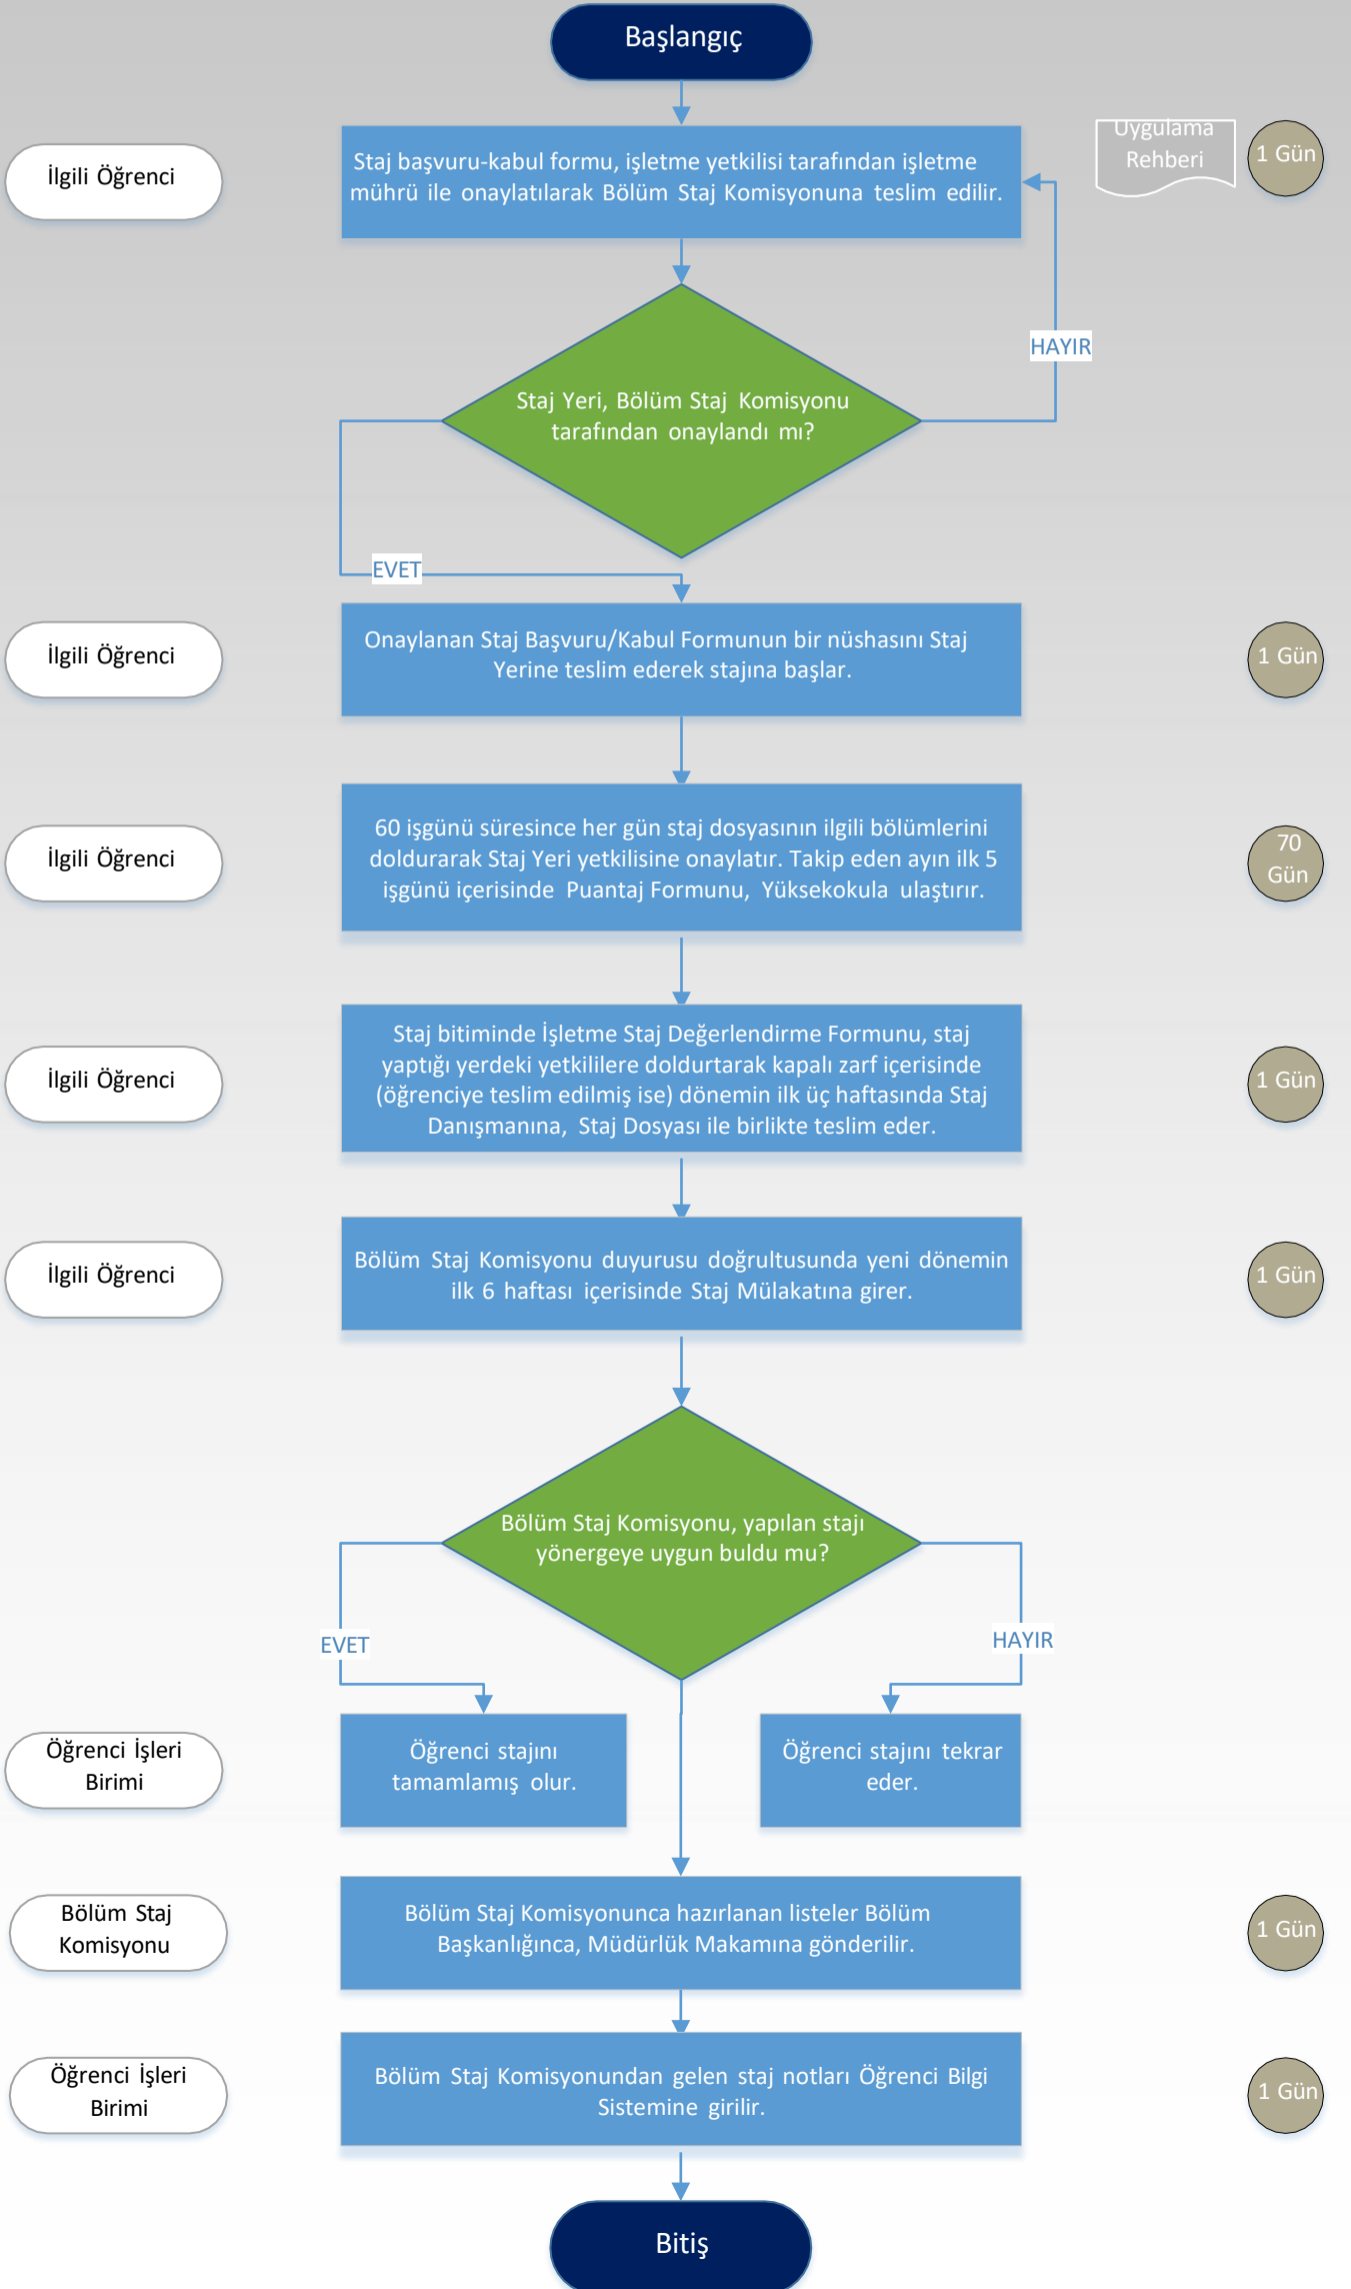 Başlangıç
İlgili Öğrenci
Staj başvuru-kabul formu, işletme yetkilisi tarafından işletme
mührü ile onaylatılarak Bölüm Staj Komisyonuna teslim edilir.
Uygulama
Rehberi
1 Gün
HAYIR
Staj Yeri, Bölüm Staj Komisyonu
tarafından onaylandı mı?
EVET
İlgili Öğrenci
Onaylanan Staj Başvuru/Kabul Formunun bir nüshasını Staj
Yerine teslim ederek stajına başlar.
1 Gün
İlgili Öğrenci
60 işgünü süresince her gün staj dosyasının ilgili bölümlerini
doldurarak Staj Yeri yetkilisine onaylatır. Takip eden ayın ilk 5
işgünü içerisinde Puantaj Formunu, Yüksekokula ulaştırır.
70
Gün
İlgili Öğrenci
Staj bitiminde İşletme Staj Değerlendirme Formunu, staj
yaptığı yerdeki yetkililere doldurtarak kapalı zarf içerisinde
(öğrenciye teslim edilmiş ise) dönemin ilk üç haftasında Staj
Danışmanına, Staj Dosyası ile birlikte teslim eder.
1 Gün
İlgili Öğrenci
Bölüm Staj Komisyonu duyurusu doğrultusunda yeni dönemin
ilk 6 haftası içerisinde Staj Mülakatına girer.
1 Gün
Bölüm Staj Komisyonu, yapılan stajı
yönergeye uygun buldu mu?
EVET
HAYIR
Öğrenci İşleri
Birimi
Öğrenci stajını
tamamlamış olur.
Öğrenci stajını tekrar
eder.
Bölüm Staj
Komisyonu
Bölüm Staj Komisyonunca hazırlanan listeler Bölüm
Başkanlığınca, Müdürlük Makamına gönderilir.
1 Gün
Öğrenci İşleri
Birimi
Bölüm Staj Komisyonundan gelen staj notları Öğrenci Bilgi
Sistemine girilir.
1 Gün
Bitiş